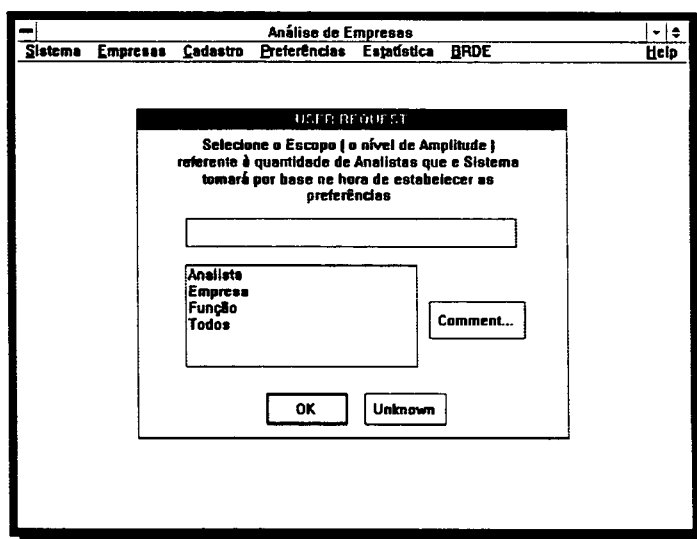 Análise de Empresas
Sistema Empresas Cadastro Preferências Estatística BRDE Help
USER REQUEST
Selecione o Escopo ( o nível de Amplitude )
referente à quantidade de Analistas que e Sistema
tomará por base ne hora de estabelecer as
preferências
Analista
Empresa
Função
Todos
Comment...
OK Unknown